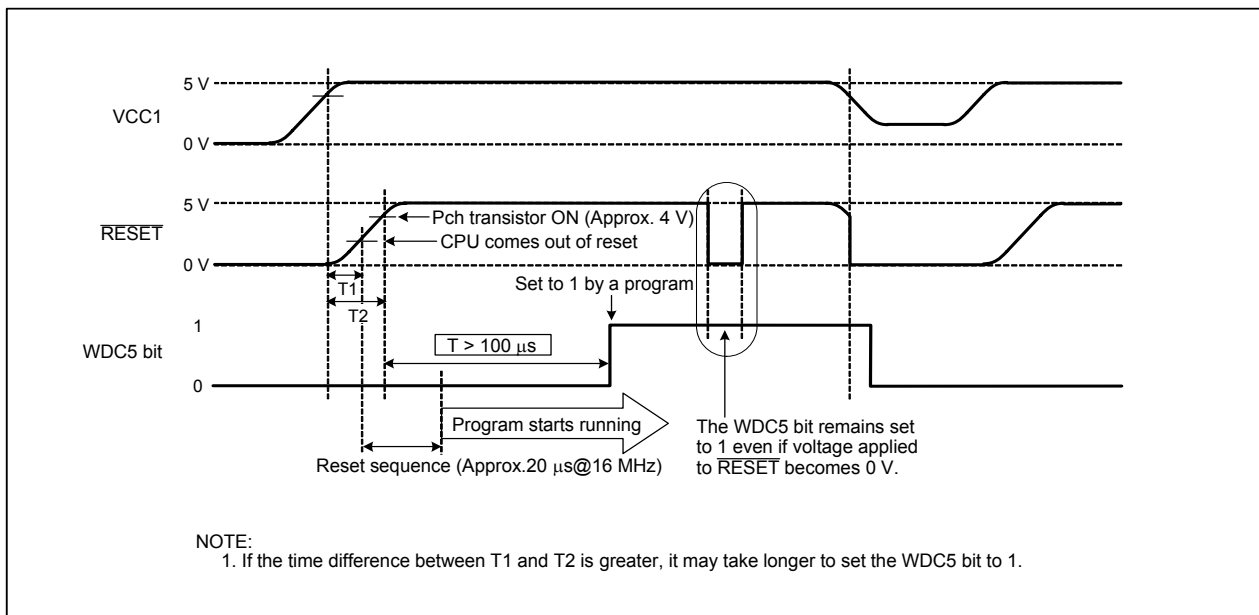 5 V
VCC1
0 V
5 V
Pch transistor ON (Approx. 4 V)
RESET
CPU comes out of reset
0 V
T1
Set to 1 by a program
T2
1
T > 100 μs
WDC5 bit
0
Program starts running
The WDC5 bit remains set
to 1 even if voltage applied
to RESET becomes 0 V.
Reset sequence (Approx.20 μs@16 MHz)
NOTE:
1. If the time difference between T1 and T2 is greater, it may take longer to set the WDC5 bit to 1.